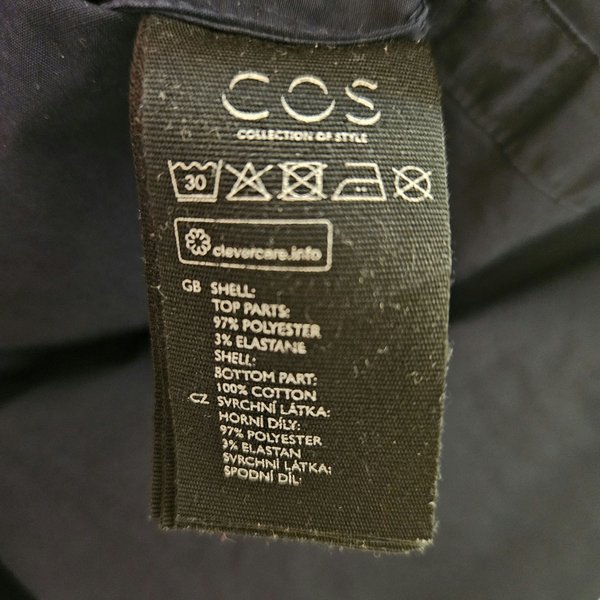 COS
COLLECTION OF STYLE
30
clevercare.info
GB SHELL:
TOP PARTS:
97% POLYESTER
3% ELASTANE
SHELL:
BOTTOM PART:
100% COTTON
CZ SVRCHNÍ LÁTKA:
HORNÍ DÍLY:
97% POLYESTER
3% ELASTAN
SVRCHNÍ LÁTKA:
SPODNÍ DÍL: